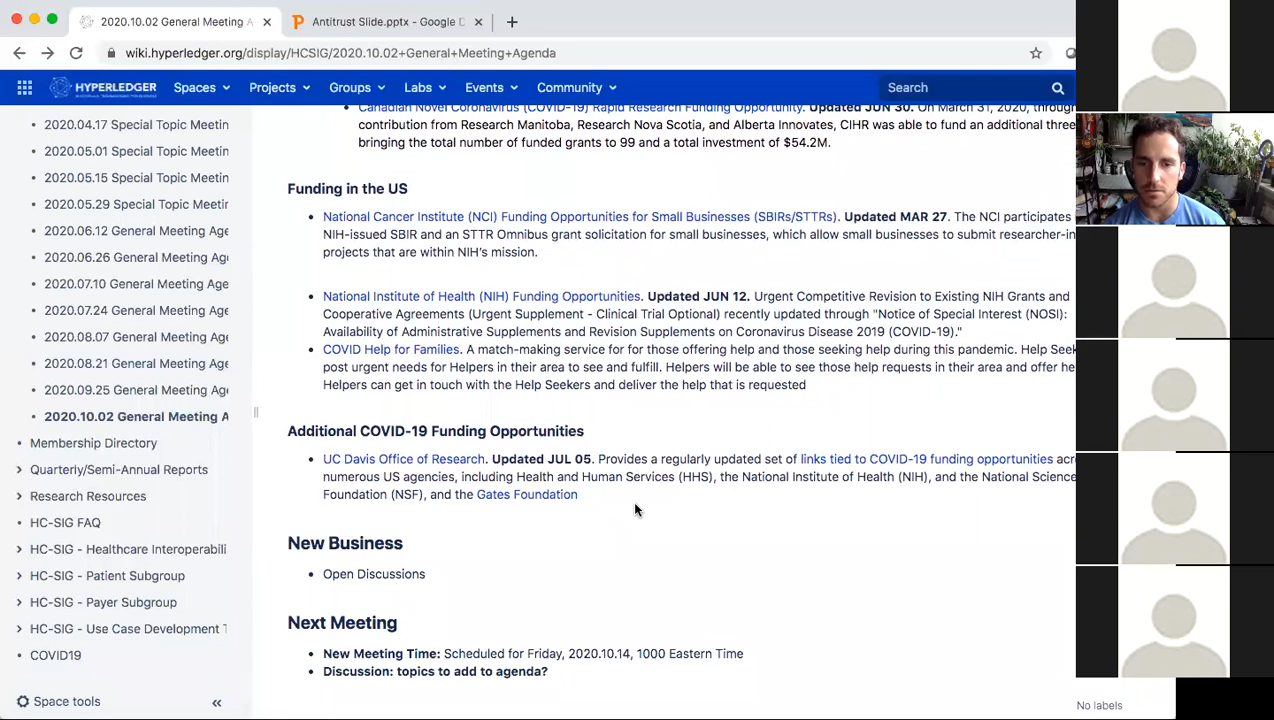 2020.10.02 General Meeting A
Antitrust Slide.pptx - Google D
wiki.hyperledger.org/display/HCSIG/2020.10.02+General+Meeting+Agenda
HYPERLEDGER
Spaces
Projects
Groups
Labs
Events
Community
Search
2020.04.17 Special Topic Meetin
2020.05.01 Special Topic Meetin
2020.05.15 Special Topic Meetin
2020.05.29 Special Topic Meetin
2020.06.12 General Meeting Age
2020.06.26 General Meeting Age
2020.07.10 General Meeting Age
2020.07.24 General Meeting Age
2020.08.07 General Meeting Age
2020.08.21 General Meeting Age
2020.09.25 General Meeting Age
2020.10.02 General Meeting A
Membership Directory
Quarterly/Semi-Annual Reports
Research Resources
HC-SIG FAQ
HC-SIG - Healthcare Interoperabili
HC-SIG - Patient Subgroup
HC-SIG - Payer Subgroup
HC-SIG - Use Case Development T
COVID19
Space tools
Canadian Novel Coronavirus (COVID-19) Rapid Research Funding Opportunity. Updated JUN 30. On March 31, 2020, through
contribution from Research Manitoba, Research Nova Scotia, and Alberta Innovates, CIHR was able to fund an additional three
bringing the total number of funded grants to 99 and a total investment of $54.2M.
Funding in the US
National Cancer Institute (NCI) Funding Opportunities for Small Businesses (SBIRs/STTRs). Updated MAR 27. The NCI participates
NIH-issued SBIR and an STTR Omnibus grant solicitation for small businesses, which allow small businesses to submit researcher-in
projects that are within NIH's mission.
National Institute of Health (NIH) Funding Opportunities. Updated JUN 12. Urgent Competitive Revision to Existing NIH Grants and
Cooperative Agreements (Urgent Supplement - Clinical Trial Optional) recently updated through "Notice of Special Interest (NOSI):
Availability of Administrative Supplements and Revision Supplements on Coronavirus Disease 2019 (COVID-19)."
COVID Help for Families. A match-making service for for those offering help and those seeking help during this pandemic. Help Seek
post urgent needs for Helpers in their area to see and fulfill. Helpers will be able to see those help requests in their area and offer he
Helpers can get in touch with the Help Seekers and deliver the help that is requested
Additional COVID-19 Funding Opportunities
UC Davis Office of Research. Updated JUL 05. Provides a regularly updated set of links tied to COVID-19 funding opportunities acr
numerous US agencies, including Health and Human Services (HHS), the National Institute of Health (NIH), and the National Science
Foundation (NSF), and the Gates Foundation
New Business
Open Discussions
Next Meeting
New Meeting Time: Scheduled for Friday, 2020.10.14, 1000 Eastern Time
Discussion: topics to add to agenda?
No labels